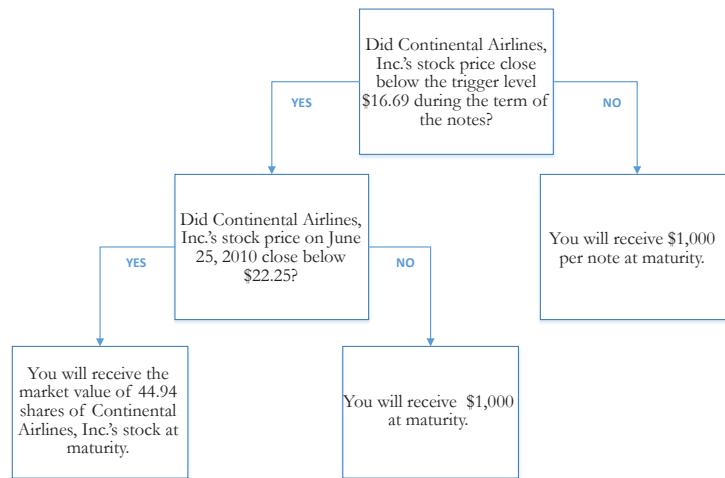 Did Continental Airlines,
Inc.'s stock price close
below the trigger level
$16.69 during the term of
the notes?
YES
NO
Did Continental Airlines,
Inc.'s stock price on June
25, 2010 close below
$22.25?
You will receive $1,000
per note at maturity.
YES
NO
You will receive the
market value of 44.94
shares of Continental
Airlines, Inc.'s stock at
maturity.
You will receive $1,000
at maturity.